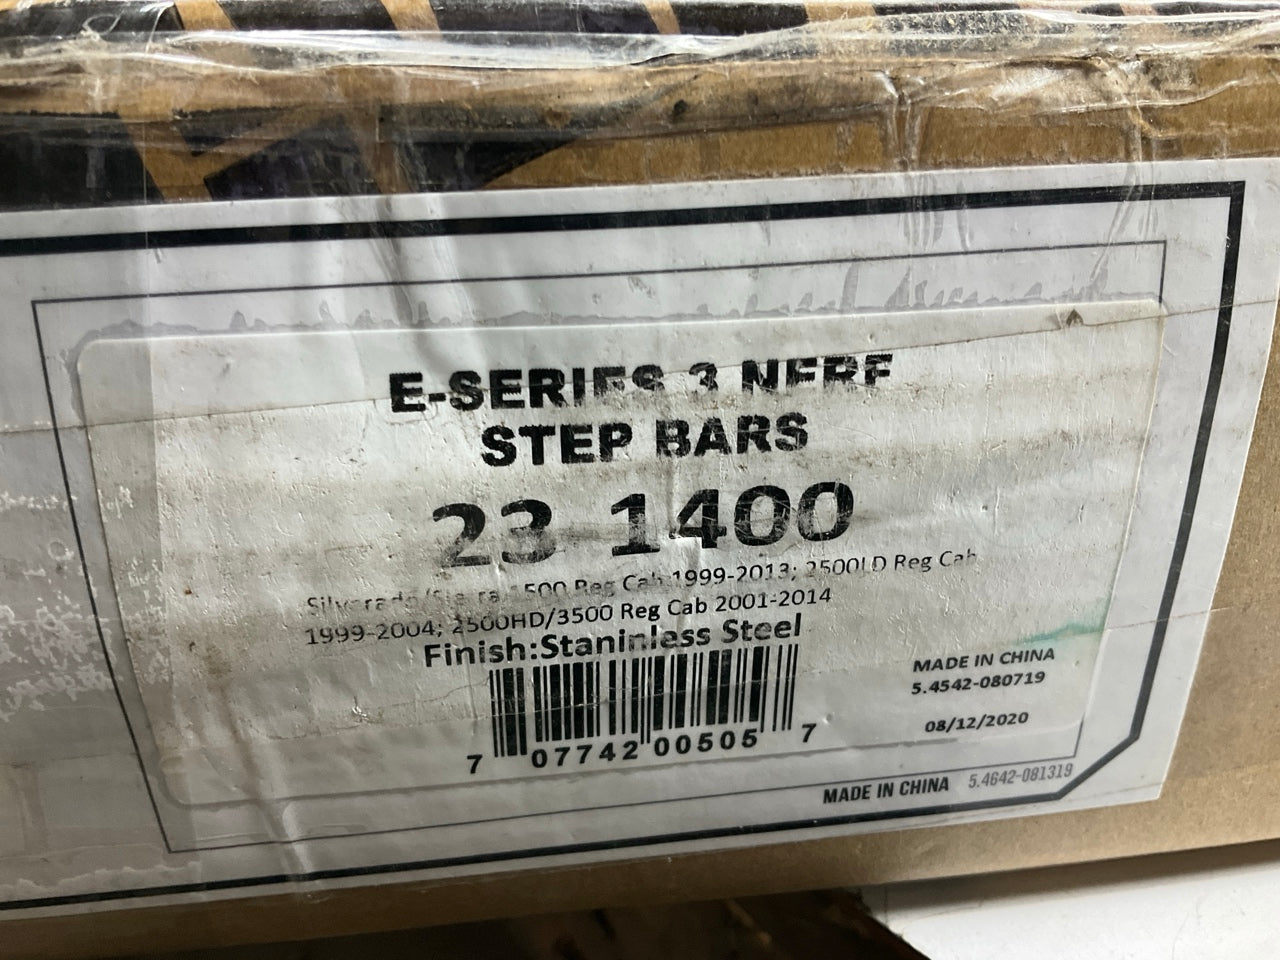 E-SERIES 3 NERF
STEP BARS
23 1400
Silverado/Sierra 1500 Reg Cab 1999-2013; 2500LD Reg Cab
1999-2004; 2500HD/3500 Reg Cab 2001-2014
Finish:Staninless Steel
7 07742 00505 7
MADE IN CHINA
5.4542-080719
08/12/2020
MADE IN CHINA 5.4642-081319